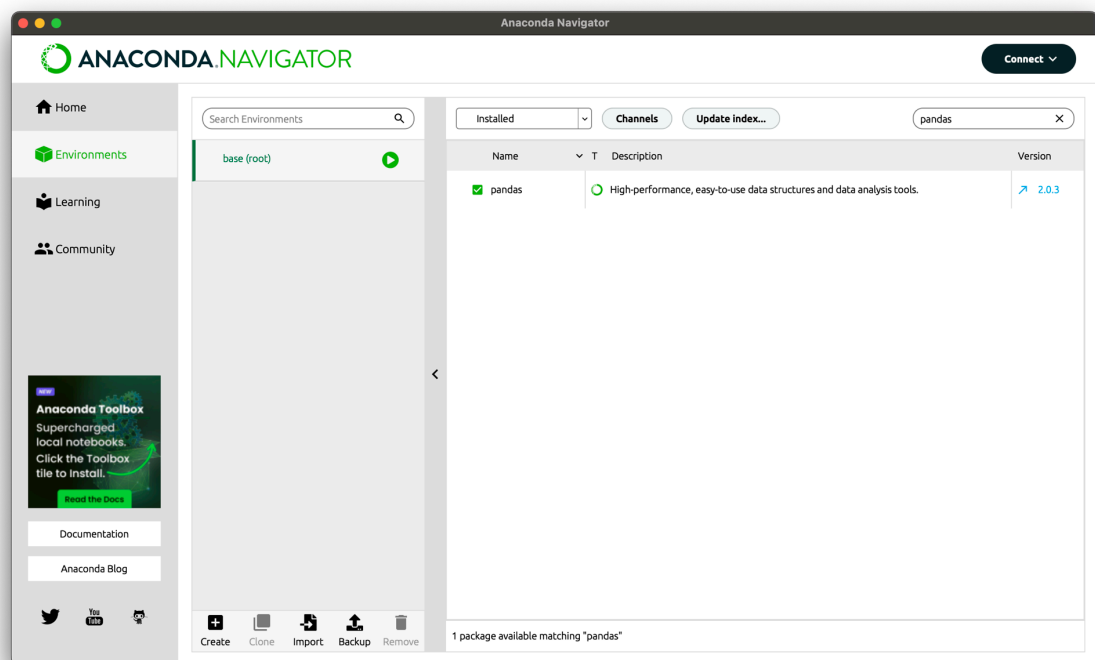 Anaconda Navigator
ANACONDA.NAVIGATOR
Connect
Home
Environments
Learning
Community
NEW
Anaconda Toolbox
Supercharged
local notebooks.
Click the Toolbox
tile to Install.
Read the Docs
Documentation
Anaconda Blog
You
Tube
Search Environments
base (root)
Create
Clone
Import
Backup
Remove
Installed
Channels
Update index...
pandas
Name
T
Description
Version
pandas
High-performance, easy-to-use data structures and data analysis tools.
2.0.3
1 package available matching "pandas"